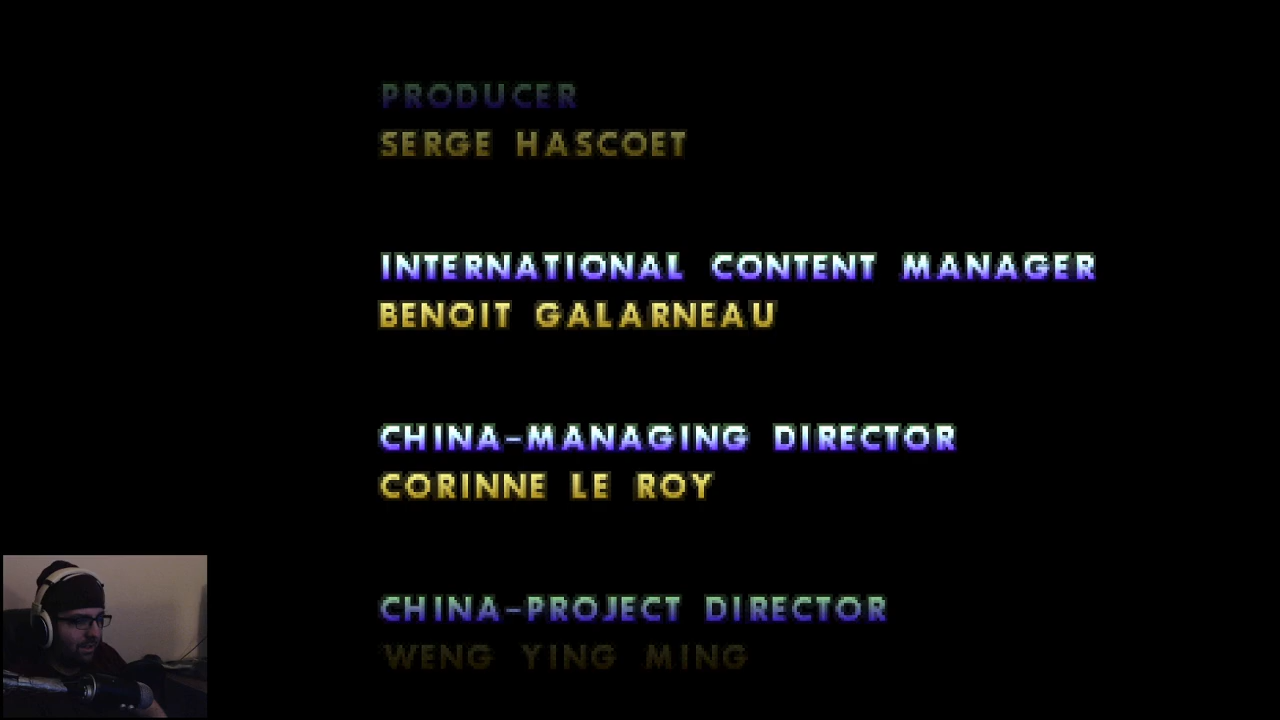 PRODUCER
SERGE HASCOET
INTERNATIONAL CONTENT MANAGER
BENOIT GALARNEAU
CHINA-MANAGING DIRECTOR
CORINNE LE ROY
CHINA-PROJECT DIRECTOR
WENG YING MING